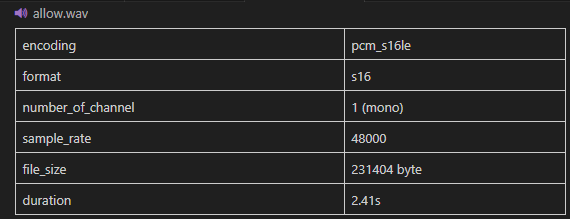 allow.wav
encoding pcm_s16le
format s16
number_of_channel 1 (mono)
sample_rate 48000
file_size 231404 byte
duration 2.41s